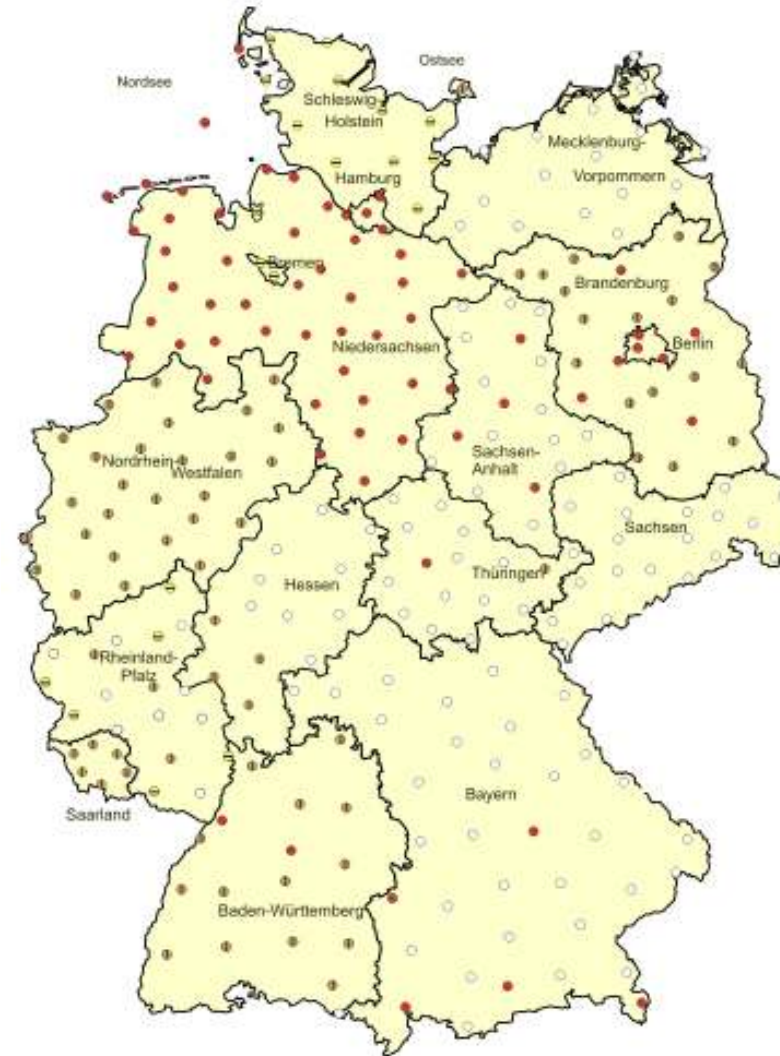 Ostsee
Nordsee
Schleswig-
Holstein
Mecklenburg-
Vorpommern
Hamburg
Bremen
Brandenburg
Berlin
Niedersachsen
Nordrhein-
Westfalen
Sachsen-
Anhalt
Sachsen
Hessen
Thüringen
Rheinland-
Pfalz
Bayern
Saarland
Baden-Württemberg